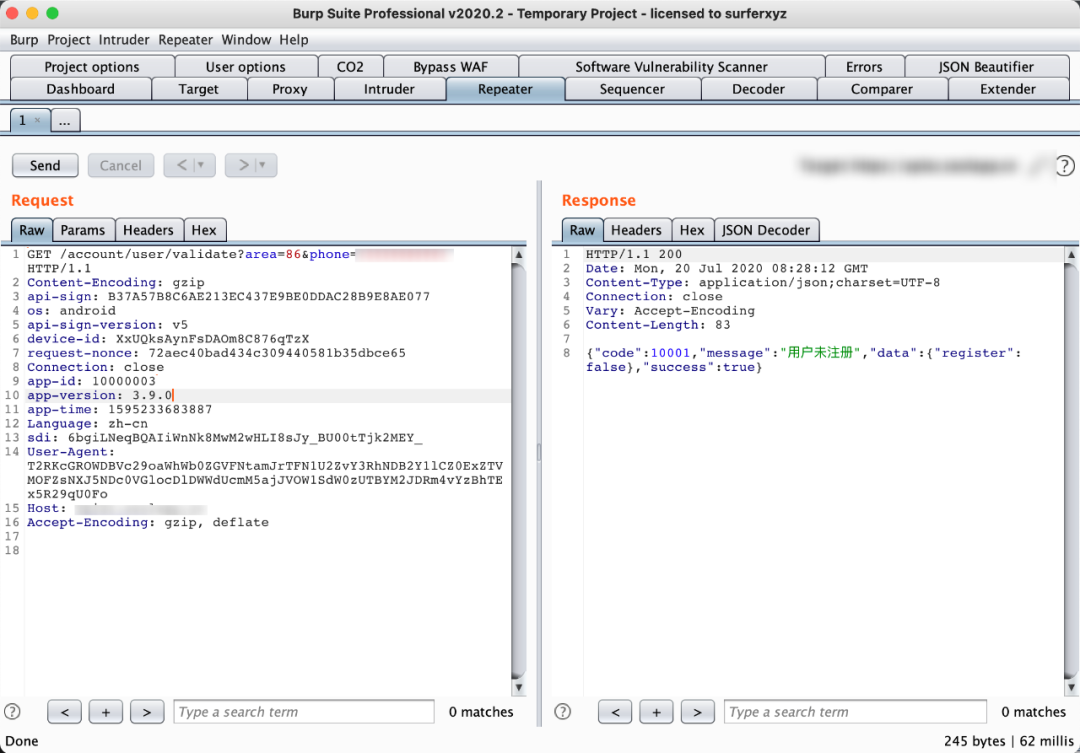 Burp Suite Professional v2020.2 - Temporary Project - licensed to surferxyz
Burp Project Intruder Repeater Window Help
Project options User options CO2 Bypass WAF Software Vulnerability Scanner Errors JSON Beautifier
Dashboard Target Proxy Intruder Repeater Sequencer Decoder Comparer Extender
1 × ...
Send Cancel < ▼ > ▼ ?
Request
Raw Params Headers Hex
1 GET /account/user/validate?area=86&phone=
HTTP/1.1
2 Content-Encoding: gzip
3 api-sign: B37A57B8C6AE213EC437E9BE0DDAC28B9E8AE077
4 os: android
5 api-sign-version: v5
6 device-id: XxUQksAynFsDAOm8C876qTzX
7 request-nonce: 72aec40bad434c309440581b35dbce65
8 Connection: close
9 app-id: 10000003
10 app-version: 3.9.0
11 app-time: 1595233683887
12 Language: zh-cn
13 sdi: 6bgiLNeqBQAIiWnNk8MwM2wHLI8sJy_BU00tTjk2MEY_
14 User-Agent:
T2RKcGROWDBVc29oaWhWb0ZGVFNtamJrTFN1U2ZvY3RhNDB2Y1lCZ0ExZTV
MOFZsNXJ5NDc0VGlocDlDWWdUcmM5ajJVOW1SdW0zUTBYM2JDRm4vYzBhTE
x5R29qU0Fo
15 Host:
16 Accept-Encoding: gzip, deflate
17
18
? < + > Type a search term 0 matches
Response
Raw Headers Hex JSON Decoder
1 HTTP/1.1 200
2 Date: Mon, 20 Jul 2020 08:28:12 GMT
3 Content-Type: application/json;charset=UTF-8
4 Connection: close
5 Vary: Accept-Encoding
6 Content-Length: 83
7
8 {"code":10001,"message":"用户未注册","data":{"register":
false},"success":true}
? < + > Type a search term 0 matches
Done 245 bytes | 62 millis